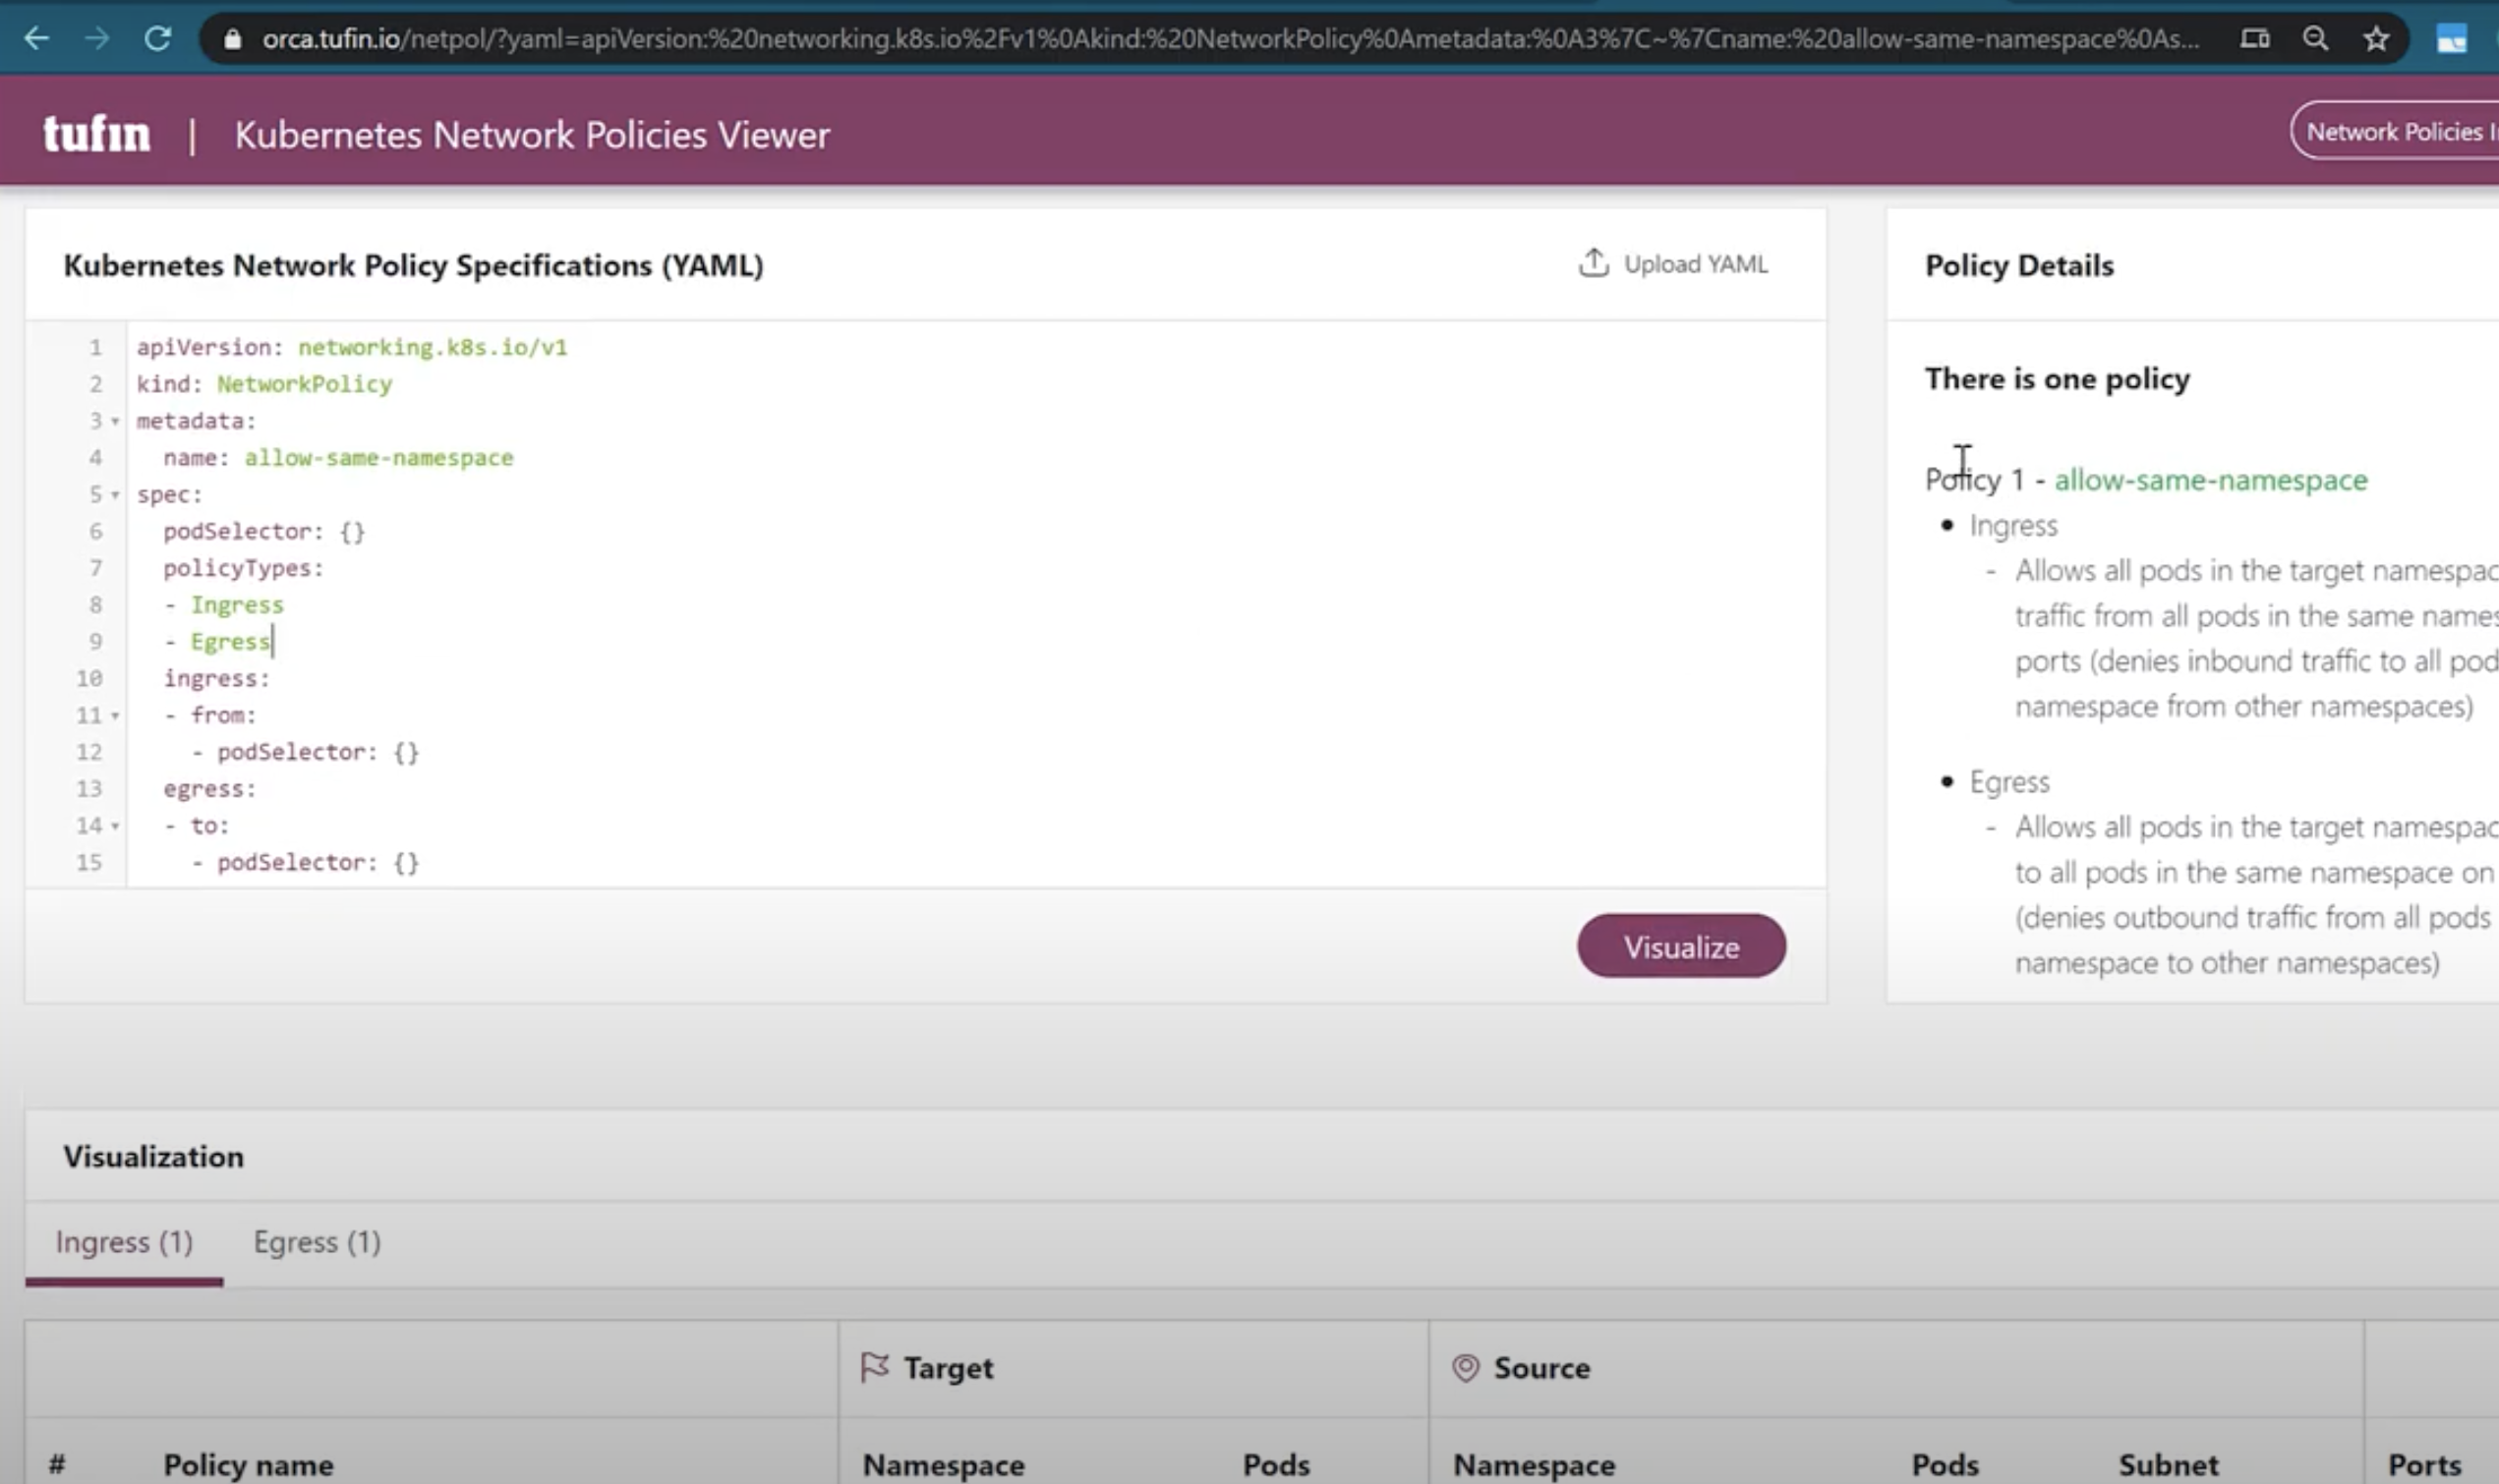 orca.tufin.io/netpol/?yaml=apiVersion:%20networking.k8s.io%2Fv1%0Akind:%20NetworkPolicy%0Ametadata:%0A3%7C~%7Cname:%20allow-same-namespace%0As...
tufin | Kubernetes Network Policies Viewer
Network Policies
Kubernetes Network Policy Specifications (YAML)
Upload YAML
1 apiVersion: networking.k8s.io/v1
2 kind: NetworkPolicy
3 metadata:
4 name: allow-same-namespace
5 spec:
6 podSelector: {}
7 policyTypes:
8 - Ingress
9 - Egress
10 ingress:
11 - from:
12 - podSelector: {}
13 egress:
14 - to:
15 - podSelector: {}
Visualize
Policy Details
There is one policy
Policy 1 - allow-same-namespace
• Ingress
- Allows all pods in the target namespac
traffic from all pods in the same names
ports (denies inbound traffic to all pod
namespace from other namespaces)
• Egress
- Allows all pods in the target namespac
to all pods in the same namespace on
(denies outbound traffic from all pods
namespace to other namespaces)
Visualization
Ingress (1) Egress (1)
Target Source
# Policy name Namespace Pods Namespace Pods Subnet Ports